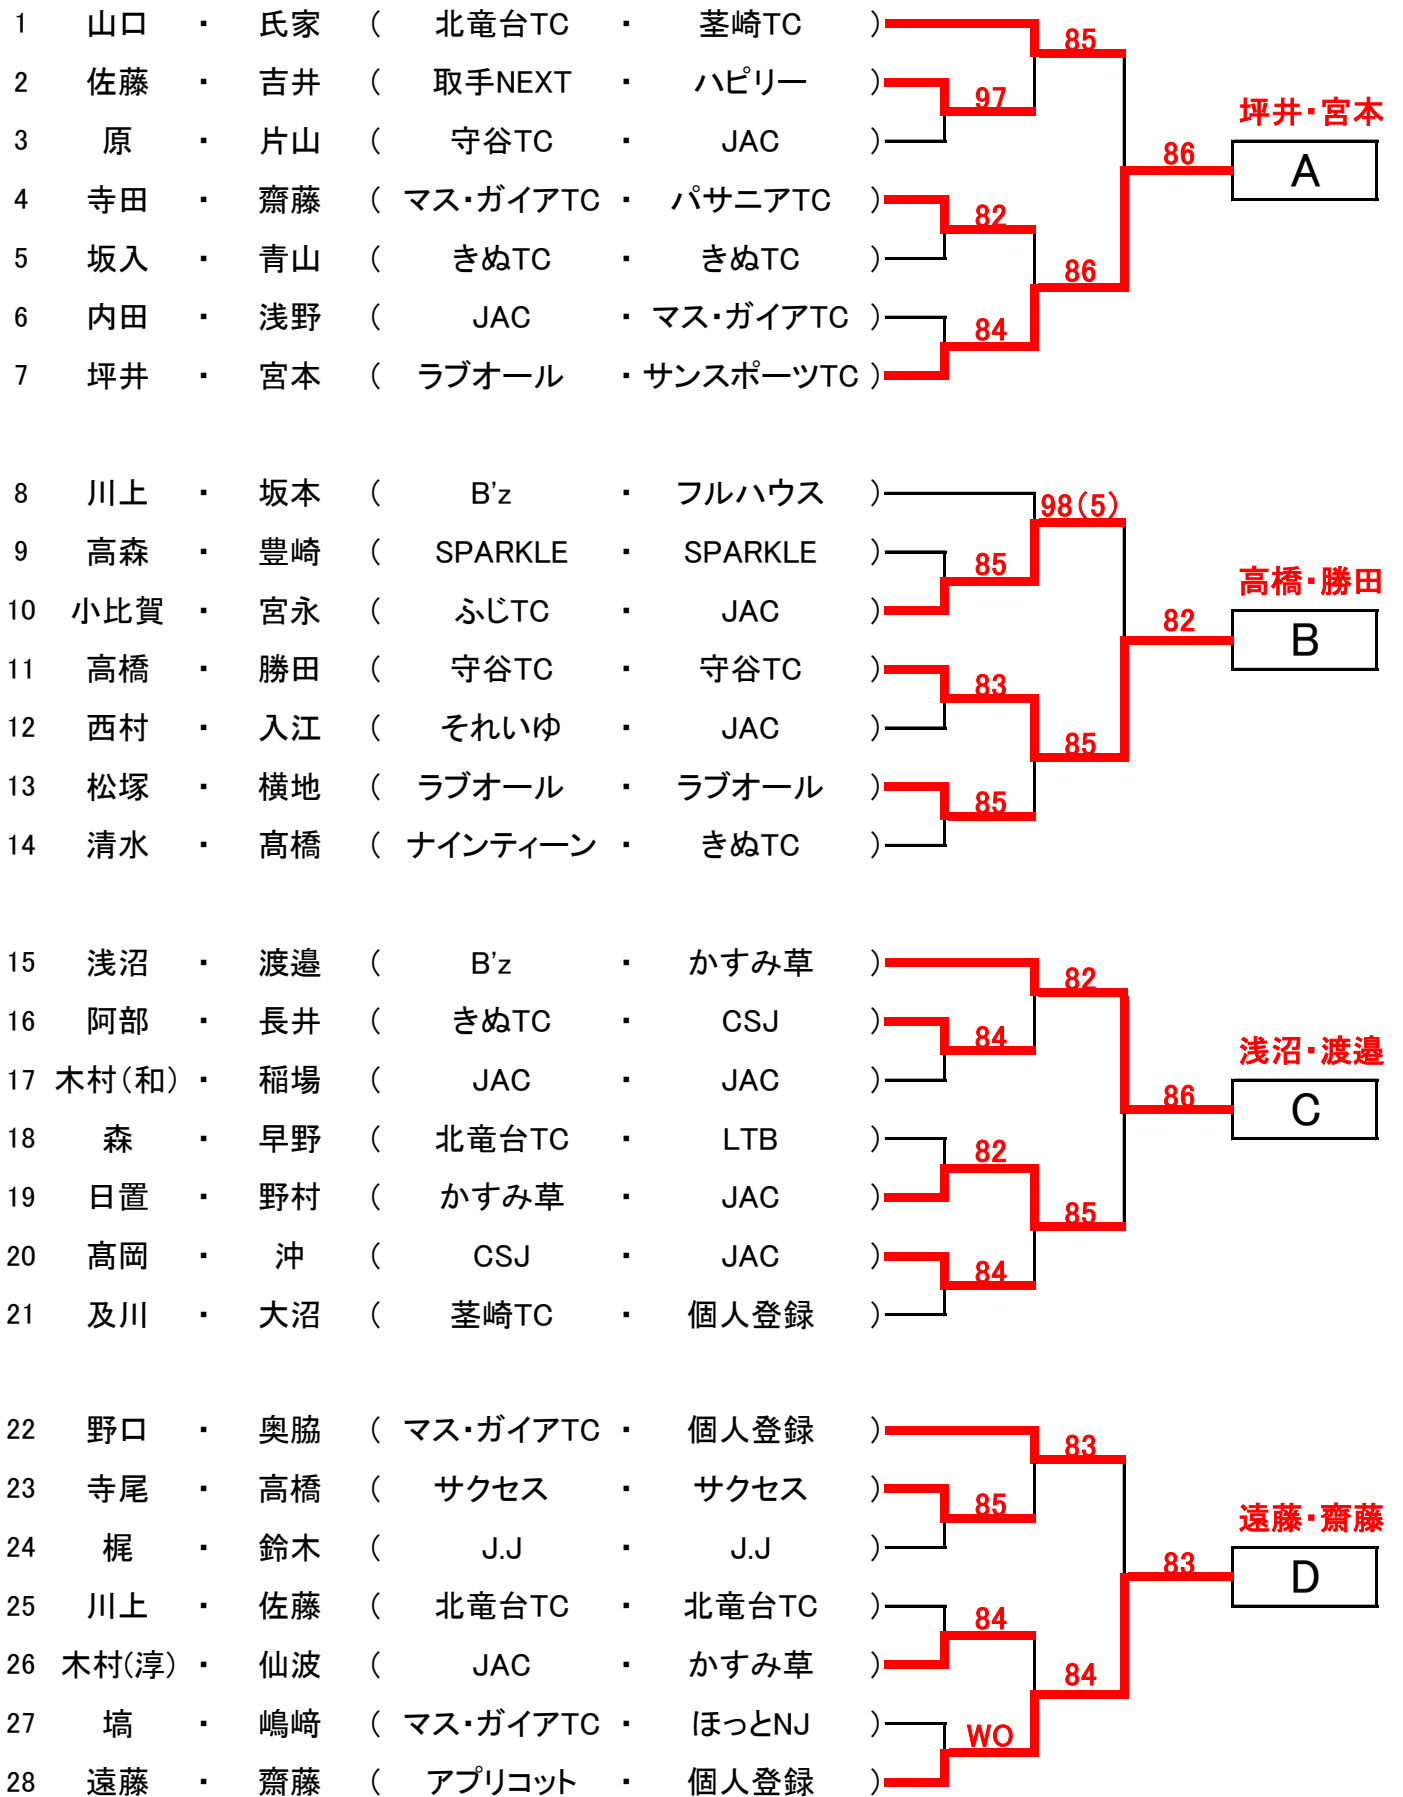 1 山口 ・ 氏家 ( 北竜台TC ・ 茎崎TC )
85
2 佐藤 ・ 吉井 ( 取手NEXT ・ ハピリー )
97
坪井・宮本
3 原 ・ 片山 ( 守谷TC ・ JAC )
86
A
4 寺田 ・ 齋藤 ( マス・ガイアTC ・ パサニアTC )
82
5 坂入 ・ 青山 ( きぬTC ・ きぬTC )
86
6 内田 ・ 浅野 ( JAC ・ マス・ガイアTC )
84
7 坪井 ・ 宮本 ( ラブオール ・ サンスポーツTC )
8 川上 ・ 坂本 ( B'z ・ フルハウス )
98(5)
9 高森 ・ 豊崎 ( SPARKLE ・ SPARKLE )
85
高橋・勝田
10 小比賀 ・ 宮永 ( ふじTC ・ JAC )
82
B
11 高橋 ・ 勝田 ( 守谷TC ・ 守谷TC )
83
12 西村 ・ 入江 ( それいゆ ・ JAC )
85
13 松塚 ・ 横地 ( ラブオール ・ ラブオール )
85
14 清水 ・ 髙橋 ( ナインティーン ・ きぬTC )
15 浅沼 ・ 渡邉 ( B'z ・ かすみ草 )
82
16 阿部 ・ 長井 ( きぬTC ・ CSJ )
84
浅沼・渡邉
17 木村(和) ・ 稲場 ( JAC ・ JAC )
86
C
18 森 ・ 早野 ( 北竜台TC ・ LTB )
82
19 日置 ・ 野村 ( かすみ草 ・ JAC )
85
20 髙岡 ・ 沖 ( CSJ ・ JAC )
84
21 及川 ・ 大沼 ( 茎崎TC ・ 個人登録 )
22 野口 ・ 奥脇 ( マス・ガイアTC ・ 個人登録 )
83
23 寺尾 ・ 高橋 ( サクセス ・ サクセス )
85
遠藤・齋藤
24 梶 ・ 鈴木 ( J.J ・ J.J )
83
D
25 川上 ・ 佐藤 ( 北竜台TC ・ 北竜台TC )
84
26 木村(淳) ・ 仙波 ( JAC ・ かすみ草 )
84
27 塙 ・ 嶋﨑 ( マス・ガイアTC ・ ほっとNJ )
WO
28 遠藤 ・ 齋藤 ( アプリコット ・ 個人登録 )